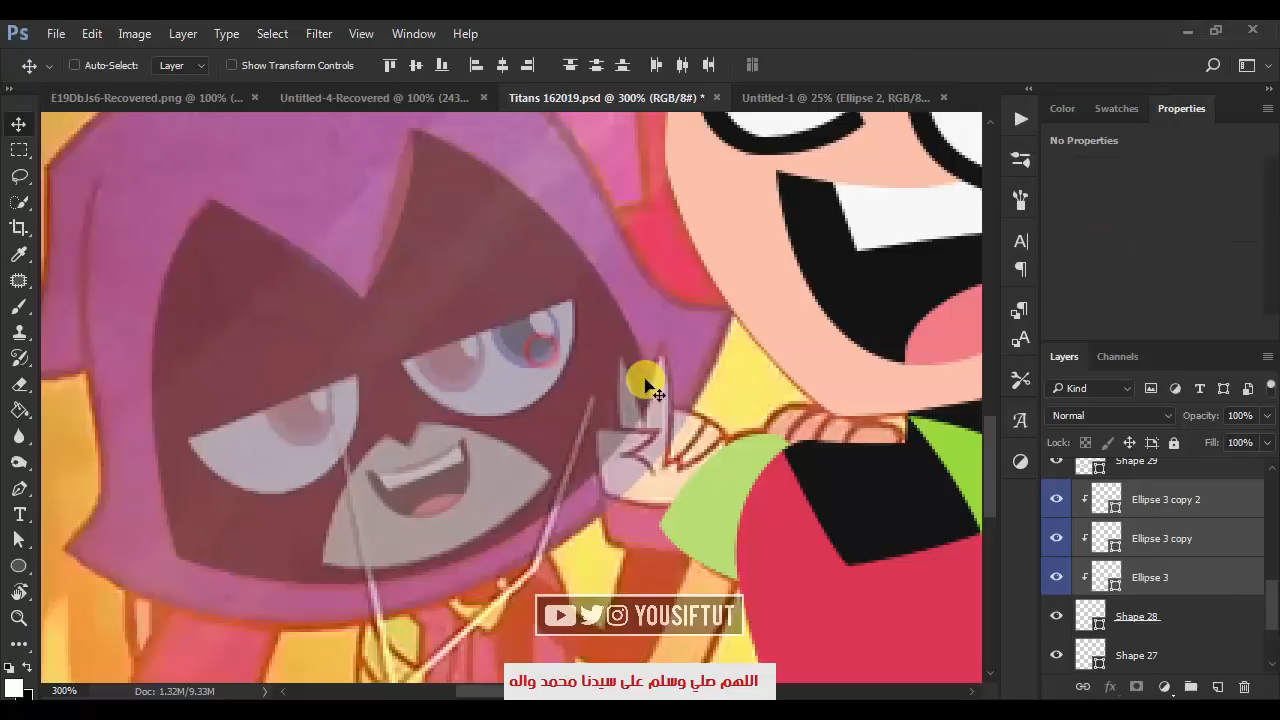 Ps File Edit Image Layer Type Select Filter View Window Help
Auto-Select: Layer Show Transform Controls
E19DbJs6-Recovered.png @ 100% (... Untitled-4-Recovered @ 100% (243... Titans 162019.psd @ 300% (RGB/8#) * Untitled-1 @ 25% (Ellipse 2, RGB/8...
Color Swatches Properties
No Properties
Layers Channels
Kind
Normal Opacity: 100%
Lock: Fill: 100%
Shape 29
Ellipse 3 copy 2
Ellipse 3 copy
Ellipse 3
Shape 28
Shape 27
YOUSIFTUT
اللهم صلي وسلم على سيدنا محمد واله
300% Doc: 1.32M/9.33M